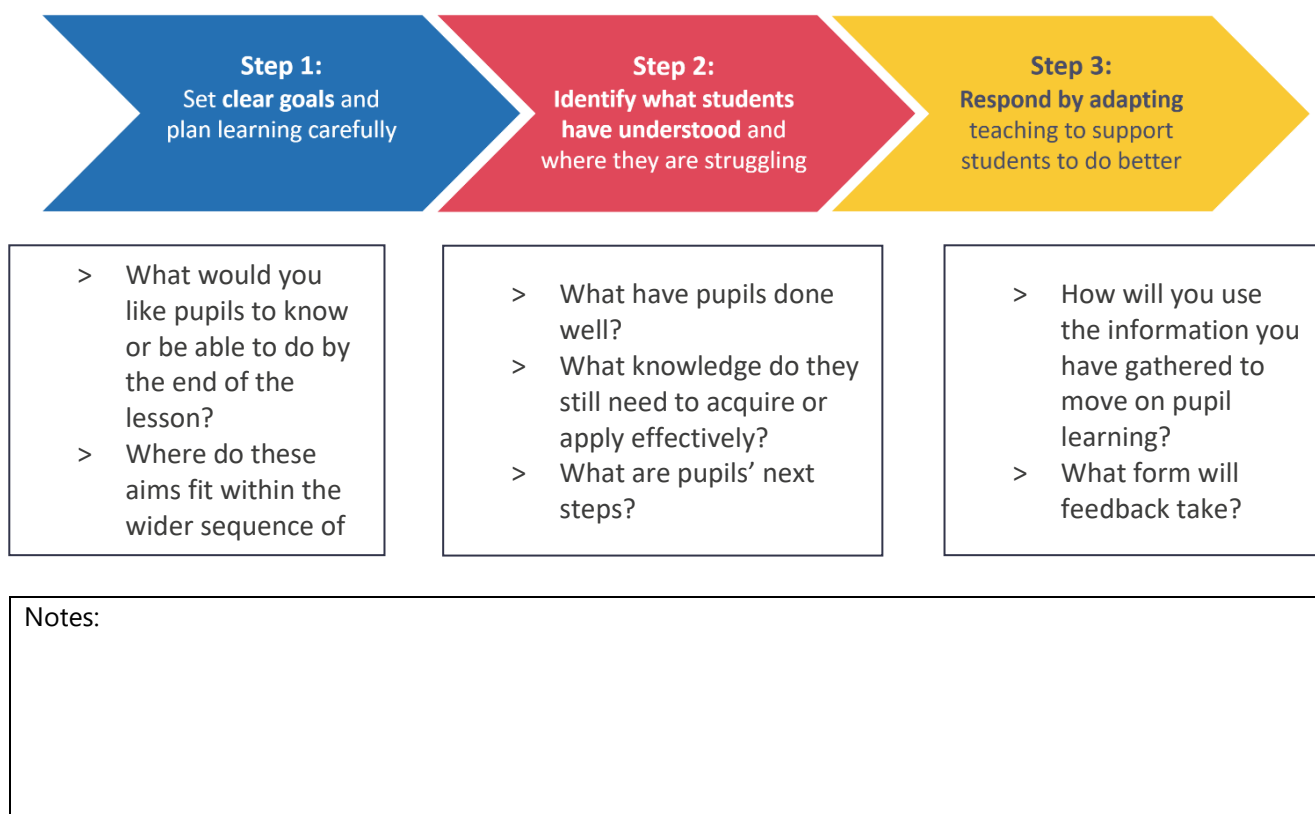 Step 1:
Set clear goals and
plan learning carefully
Step 2:
Identify what students
have understood and
where they are struggling
Step 3:
Respond by adapting
teaching to support
students to do better
> What would you
like pupils to know
or be able to do by
the end of the
lesson?
> Where do these
aims fit within the
wider sequence of
> What have pupils done
well?
> What knowledge do they
still need to acquire or
apply effectively?
> What are pupils’ next
steps?
> How will you use
the information you
have gathered to
move on pupil
learning?
> What form will
feedback take?
Notes: